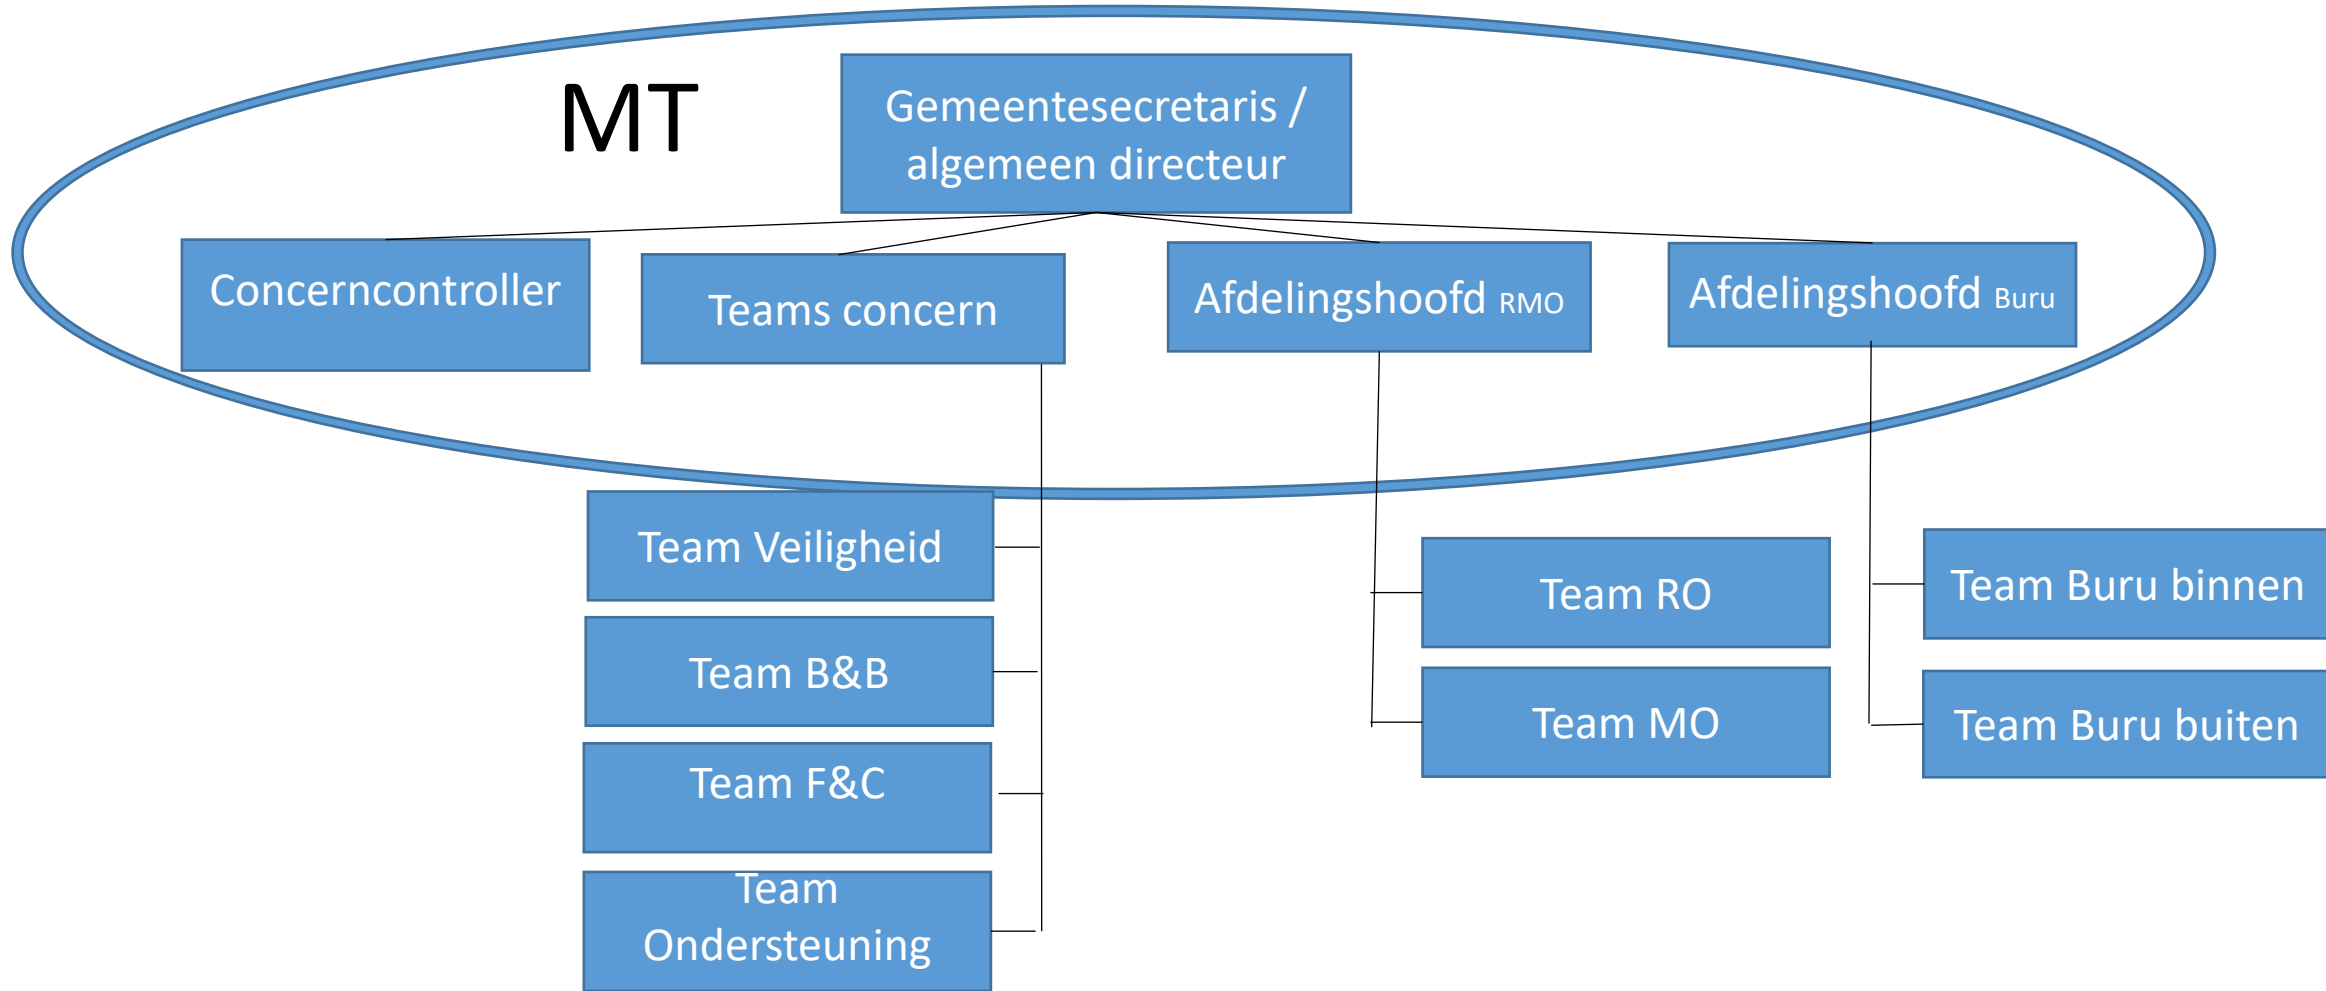 MT
Gemeentesecretaris /
algemeen directeur
Concerncontroller
Teams concern
Afdelingshoofd RMO
Afdelingshoofd Buru
Team Veiligheid
Team B&B
Team F&C
Team
Ondersteuning
Team RO
Team MO
Team Buru binnen
Team Buru buiten